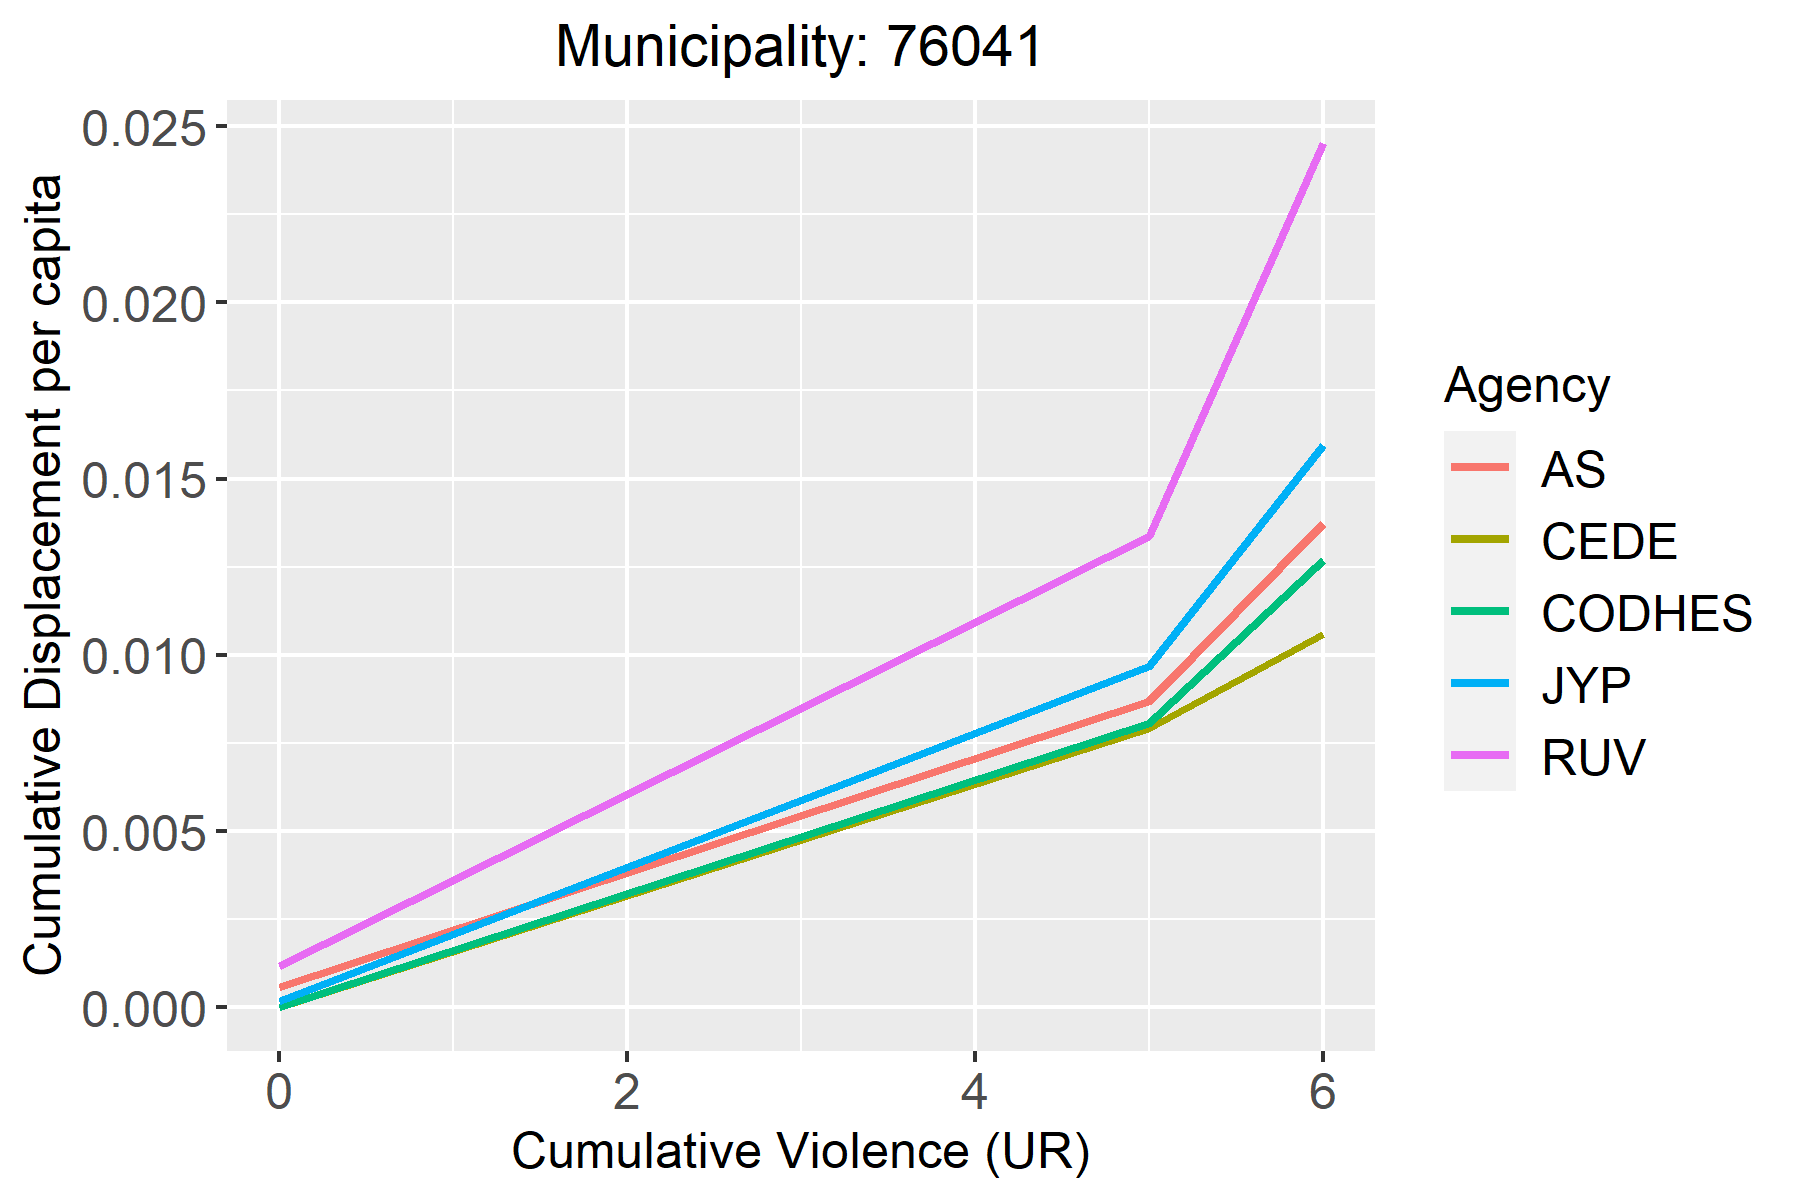 Municipality: 76041
Cumulative Displacement per capita
0.025
0.020
0.015
0.010
0.005
0.000
0 2 4 6
Cumulative Violence (UR)
Agency
AS
CEDE
CODHES
JYP
RUV